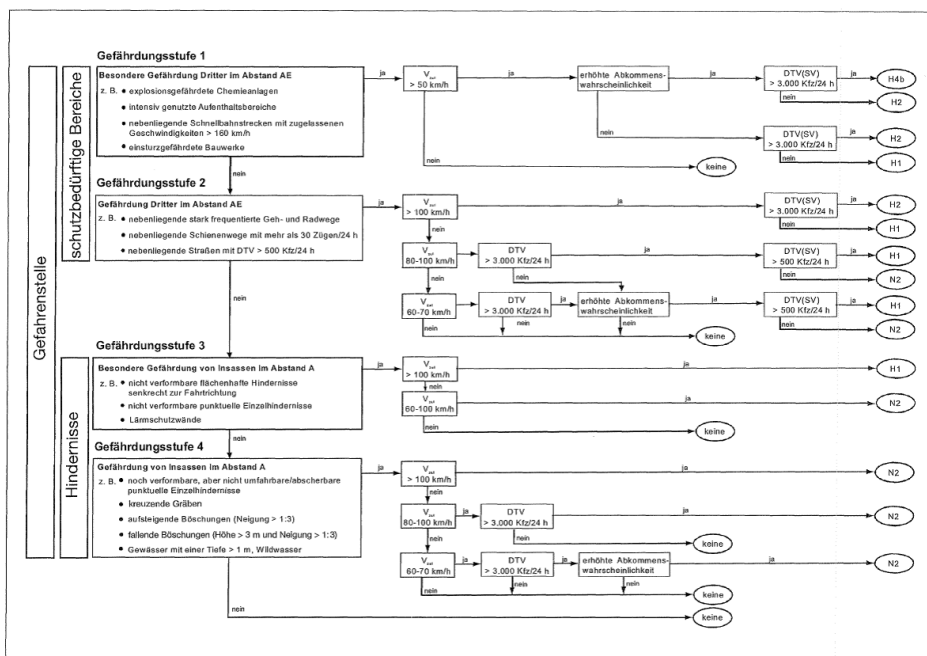 Gefahrenstelle
schutzbedürftige Bereiche
Hindernisse
Gefährdungsstufe 1
Besondere Gefährdung Dritter im Abstand AE
z. B. • explosionsgefährdete Chemieanlagen
• intensiv genutzte Aufenthaltsbereiche
• nebenliegende Schnellbahnstrecken mit zugelassenen
Geschwindigkeiten > 160 km/h
• einsturzgefährdete Bauwerke
ja
V zul
> 50 km/h
ja
erhöhte Abkommens-
wahrscheinlichkeit
ja
DTV(SV)
> 3.000 Kfz/24 h
ja
H4b
nein
H2
nein
DTV(SV)
> 3.000 Kfz/24 h
ja
H2
nein
H1
nein
keine
nein
Gefährdungsstufe 2
Gefährdung Dritter im Abstand AE
z. B. • nebenliegende stark frequentierte Geh- und Radwege
• nebenliegende Schienenwege mit mehr als 30 Zügen/24 h
• nebenliegende Straßen mit DTV > 500 Kfz/24 h
ja
V zul
> 100 km/h
ja
DTV(SV)
> 3.000 Kfz/24 h
ja
H2
nein
H1
nein
V zul
80-100 km/h
ja
DTV
> 3.000 Kfz/24 h
ja
DTV(SV)
> 500 Kfz/24 h
ja
H1
nein
N2
nein
nein
V zul
60-70 km/h
ja
DTV
> 3.000 Kfz/24 h
ja
erhöhte Abkommens-
wahrscheinlichkeit
ja
DTV(SV)
> 500 Kfz/24 h
ja
H1
nein
N2
nein
nein
nein
keine
nein
Gefährdungsstufe 3
Besondere Gefährdung von Insassen im Abstand A
z. B. • nicht verformbare flächenhafte Hindernisse
senkrecht zur Fahrtrichtung
• nicht verformbare punktuelle Einzelhindernisse
• Lärmschutzwände
ja
V zul
> 100 km/h
ja
H1
nein
V zul
60-100 km/h
ja
N2
nein
keine
nein
Gefährdungsstufe 4
Gefährdung von Insassen im Abstand A
z. B. • noch verformbare, aber nicht umfahrbare/abscherbare
punktuelle Einzelhindernisse
• kreuzende Gräben
• aufsteigende Böschungen (Neigung > 1:3)
• fallende Böschungen (Höhe > 3 m und Neigung > 1:3)
• Gewässer mit einer Tiefe > 1 m, Wildwasser
ja
V zul
> 100 km/h
ja
N2
nein
V zul
80-100 km/h
ja
DTV
> 3.000 Kfz/24 h
ja
N2
nein
keine
nein
V zul
60-70 km/h
ja
DTV
> 3.000 Kfz/24 h
ja
erhöhte Abkommens-
wahrscheinlichkeit
ja
N2
nein
nein
nein
keine
nein
keine